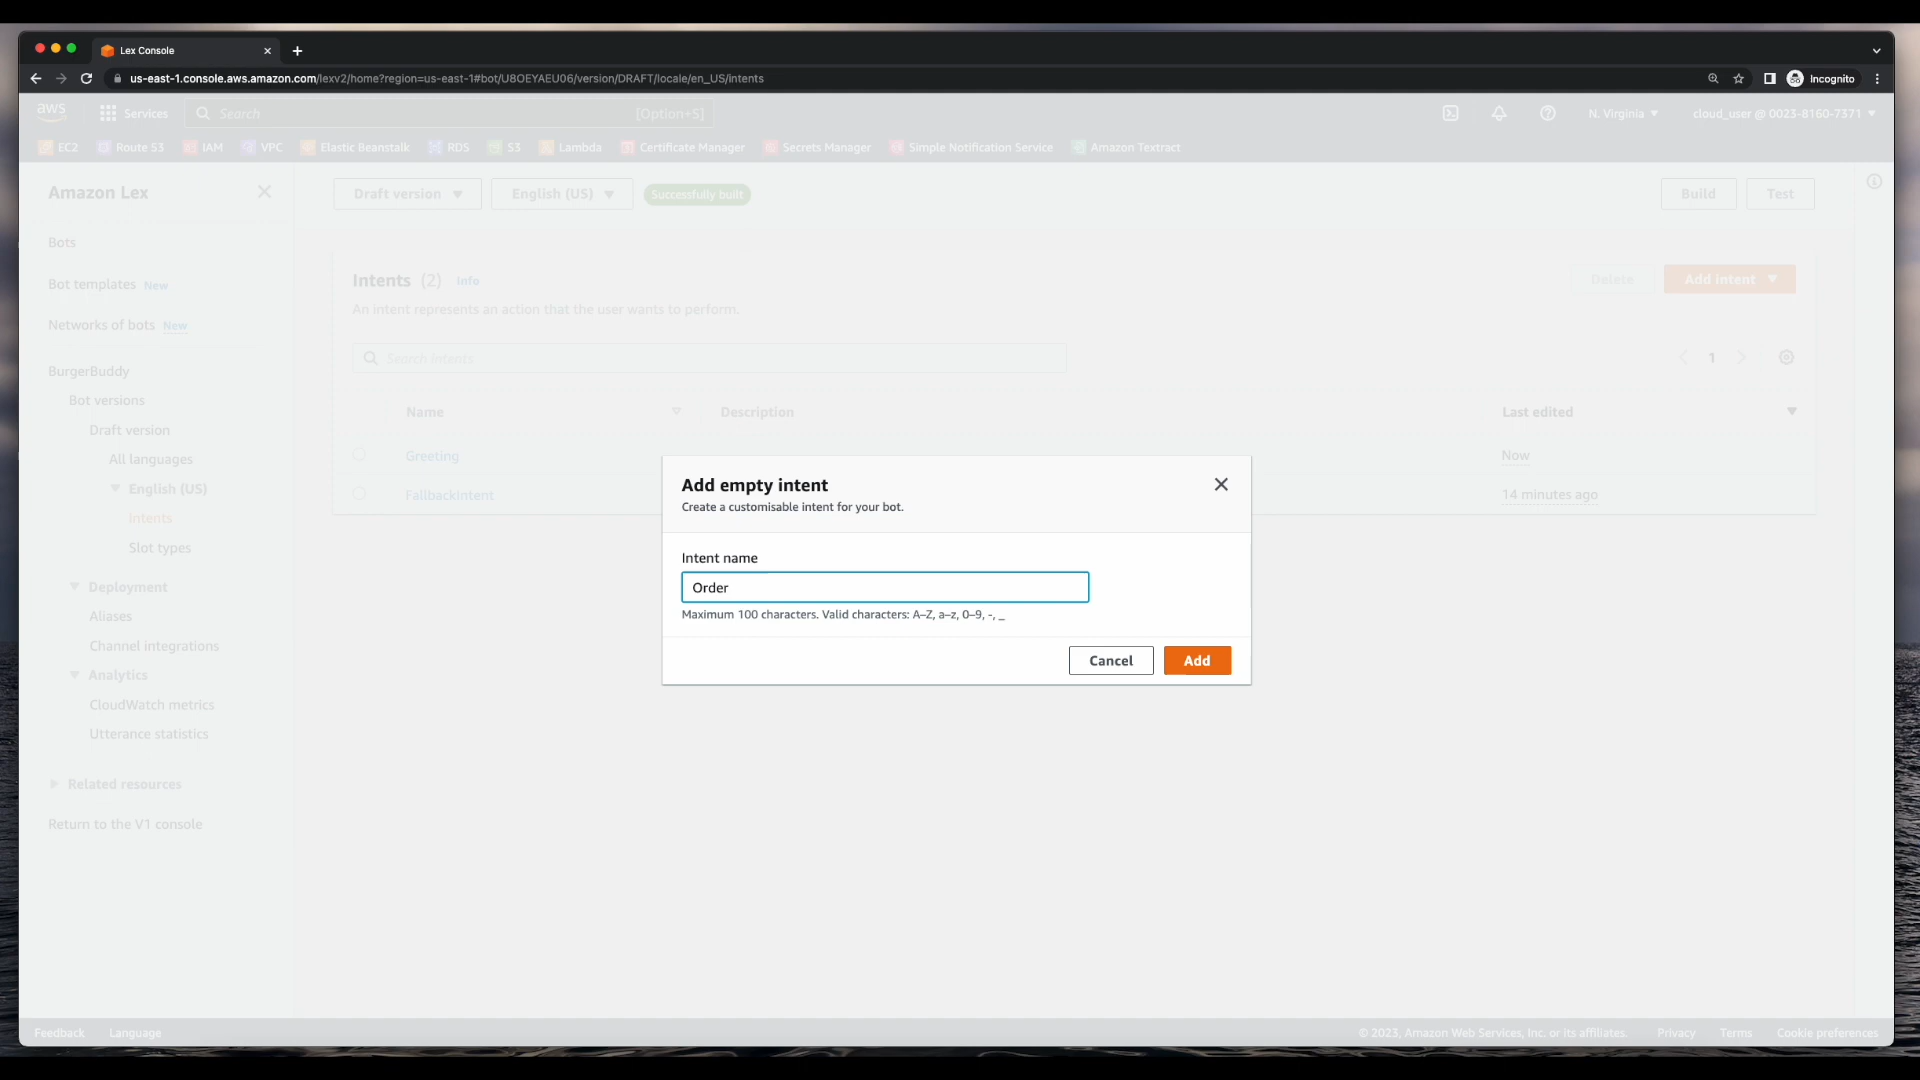 Lex Console
us-east-1.console.aws.amazon.com/lexv2/home?region=us-east-1#bot/U8OEYAEU06/version/DRAFT/locale/en_US/intents
Incognito
aws
Services
Search
[Option+S]
N. Virginia
cloud_user @ 0023-8160-7371
EC2
Route 53
IAM
VPC
Elastic Beanstalk
RDS
S3
Lambda
Certificate Manager
Secrets Manager
Simple Notification Service
Amazon Textract
Amazon Lex
Draft version
English (US)
Successfully built
Build
Test
Bots
Bot templates New
Networks of bots New
BurgerBuddy
Bot versions
Draft version
All languages
English (US)
Intents
Slot types
Deployment
Aliases
Channel integrations
Analytics
CloudWatch metrics
Utterance statistics
Related resources
Return to the V1 console
Intents (2) Info
Delete
Add intent
An intent represents an action that the user wants to perform.
Search intents
1
Name
Description
Last edited
Greeting
Now
FallbackIntent
14 minutes ago
Add empty intent
Create a customisable intent for your bot.
Intent name
Order
Maximum 100 characters. Valid characters: A–Z, a–z, 0–9, -, _
Cancel
Add
Feedback
Language
© 2023, Amazon Web Services, Inc. or its affiliates.
Privacy
Terms
Cookie preferences